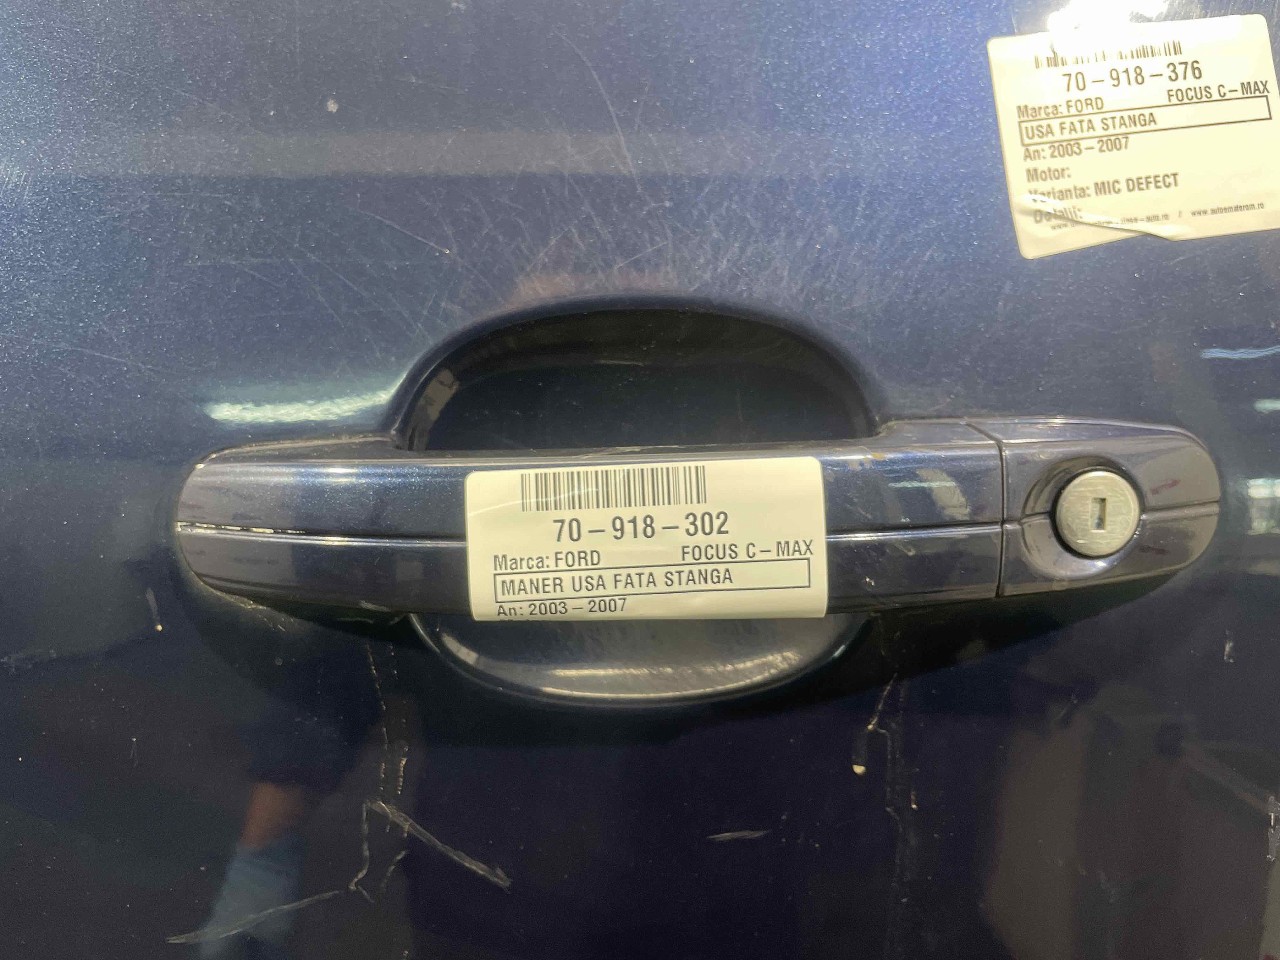 70-918-376
Marca: FORD FOCUS C-MAX
USA FATA STANGA
An: 2003-2007
Motor:
Varianta: MIC DEFECT
Detalii:
70-918-302
Marca: FORD FOCUS C-MAX
MANER USA FATA STANGA
An: 2003-2007